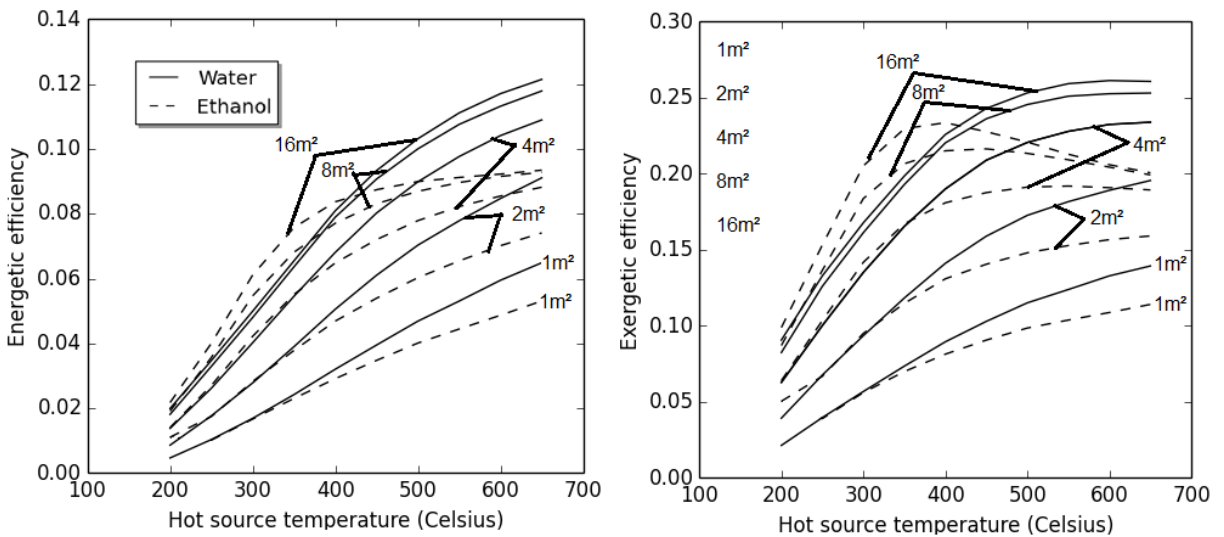 0.14
0.12
0.10
0.08
0.06
0.04
0.02
0.00
Energetic efficiency
Water
Ethanol
16m²
8m²
4m²
2m²
1m²
1m²
100 200 300 400 500 600 700
Hot source temperature (Celsius)
0.30
0.25
0.20
0.15
0.10
0.05
0.00
Exergetic efficiency
1m²
2m²
4m²
8m²
16m²
16m²
8m²
4m²
2m²
1m²
1m²
100 200 300 400 500 600 700
Hot source temperature (Celsius)